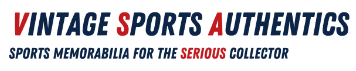 VINTAGE SPORTS AUTHENTICS
SPORTS MEMORABILIA FOR THE SERIOUS COLLECTOR